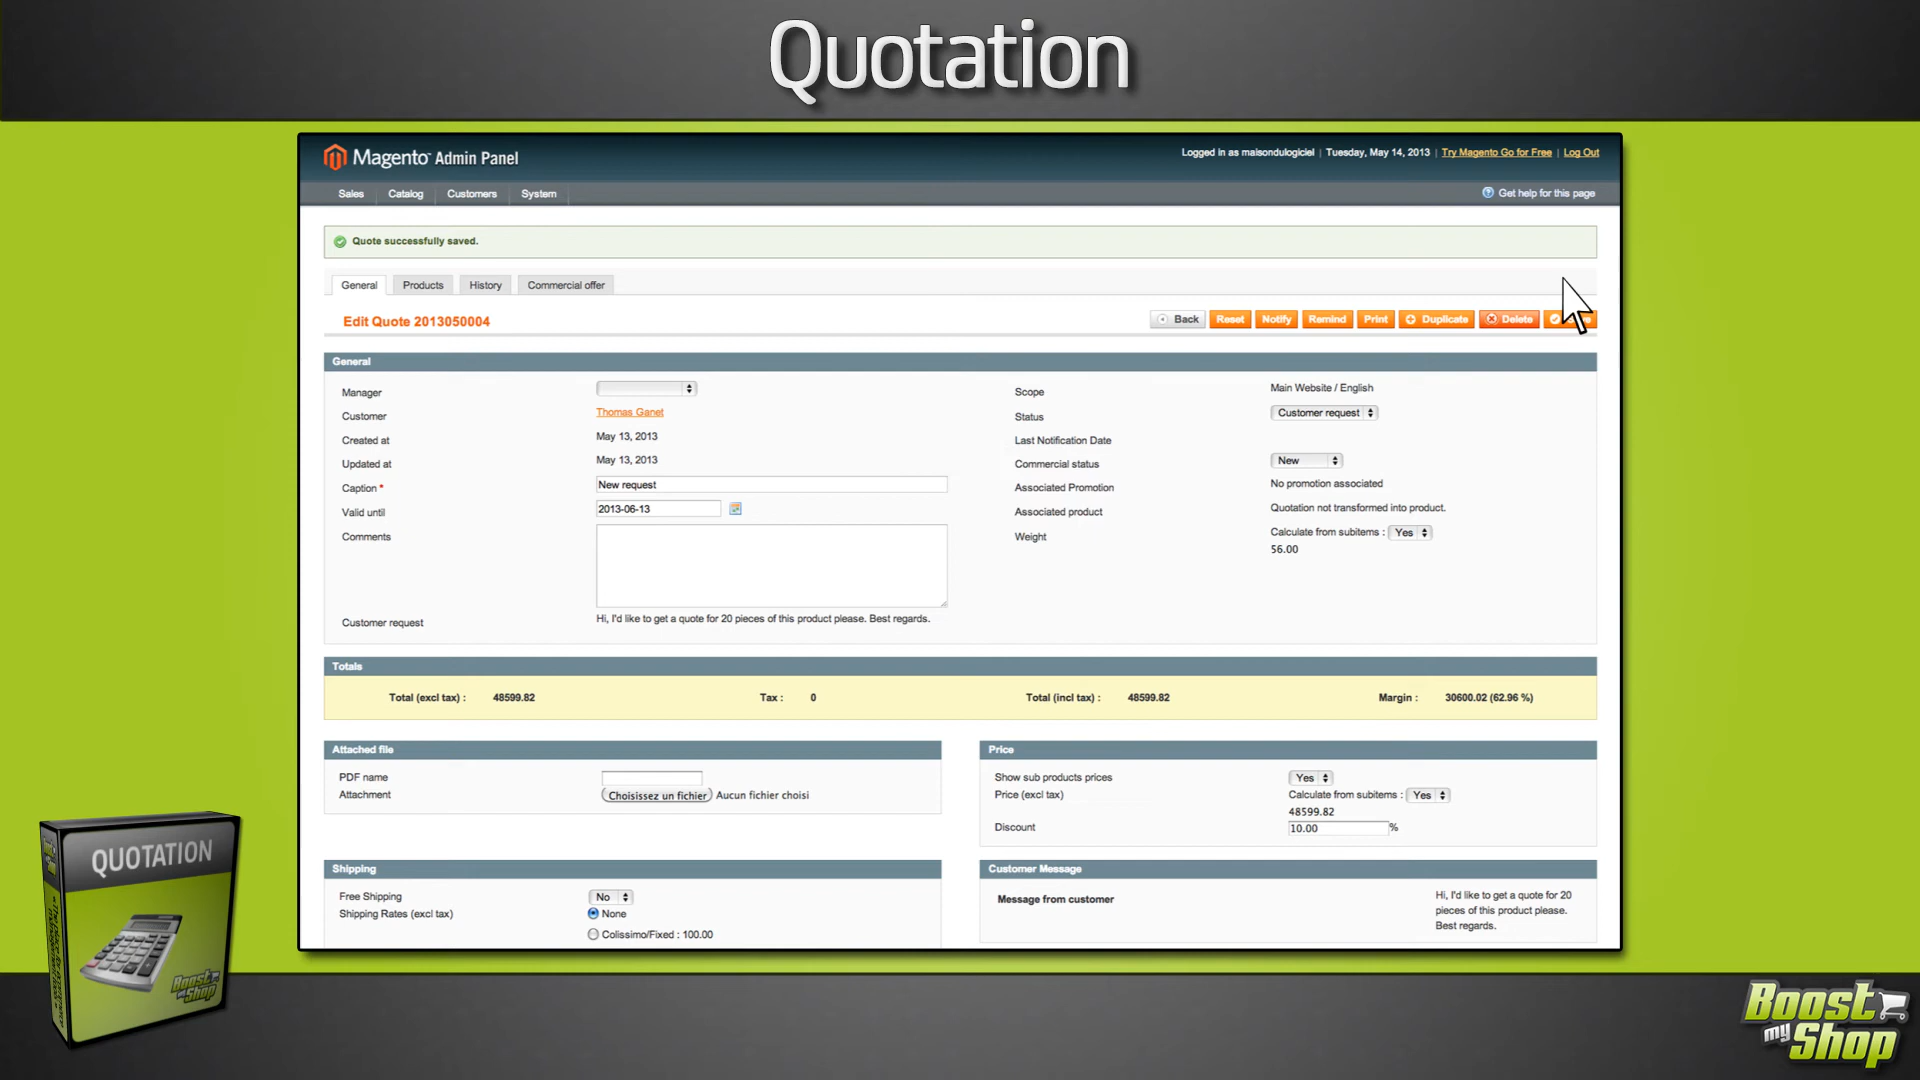 Quotation
Magento Admin Panel
Logged in as maisondulogiciel | Tuesday, May 14, 2013 | Try Magento Go for Free | Log Out
Sales Catalog Customers System
Get help for this page
Quote successfully saved.
General Products History Commercial offer
Edit Quote 2013050004
Back Reset Notify Remind Print Duplicate Delete
General
Manager
Customer Thomas Ganet
Created at May 13, 2013
Updated at May 13, 2013
Caption * New request
Valid until 2013-06-13
Comments
Customer request Hi, I'd like to get a quote for 20 pieces of this product please. Best regards.
Scope Main Website / English
Status Customer request
Last Notification Date
Commercial status New
Associated Promotion No promotion associated
Associated product Quotation not transformed into product.
Weight Calculate from subitems : Yes
56.00
Totals
Total (excl tax) : 48599.82 Tax : 0 Total (incl tax) : 48599.82 Margin : 30600.02 (62.96 %)
Attached file
PDF name
Attachment Choisissez un fichier Aucun fichier choisi
Price
Show sub products prices Yes
Price (excl tax) Calculate from subitems : Yes
48599.82
Discount 10.00 %
Shipping
Free Shipping No
Shipping Rates (excl tax) None
Colissimo/Fixed : 100.00
Customer Message
Message from customer Hi, I'd like to get a quote for 20
pieces of this product please.
Best regards.
QUOTATION
Boost
my Shop
Boost
my Shop